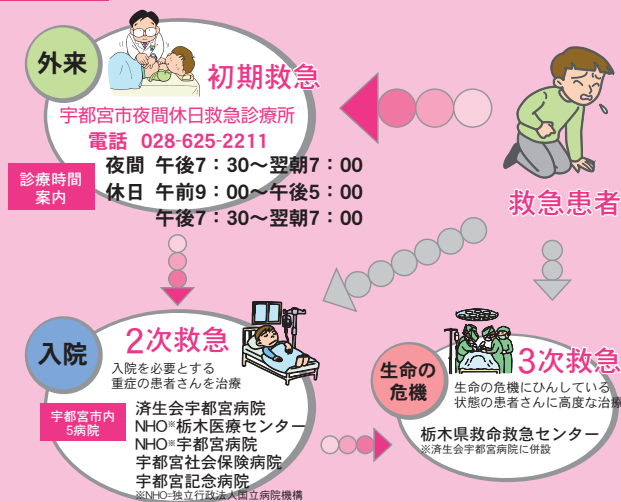 外来
初期救急
宇都宮市夜間休日救急診療所
電話 028-625-2211
診療時間
案内
夜間 午後7：30〜翌朝7：00
休日 午前9：00〜午後5：00
午後7：30〜翌朝7：00
救急患者
入院
2次救急
入院を必要とする
重症の患者さんを治療
宇都宮市内
5病院
済生会宇都宮病院
NHO※栃木医療センター
NHO※宇都宮病院
宇都宮社会保険病院
宇都宮記念病院
※NHO=独立行政法人国立病院機構
生命の
危機
3次救急
生命の危機にひんしている
状態の患者さんに高度な治療
栃木県救命救急センター
※済生会宇都宮病院に併設